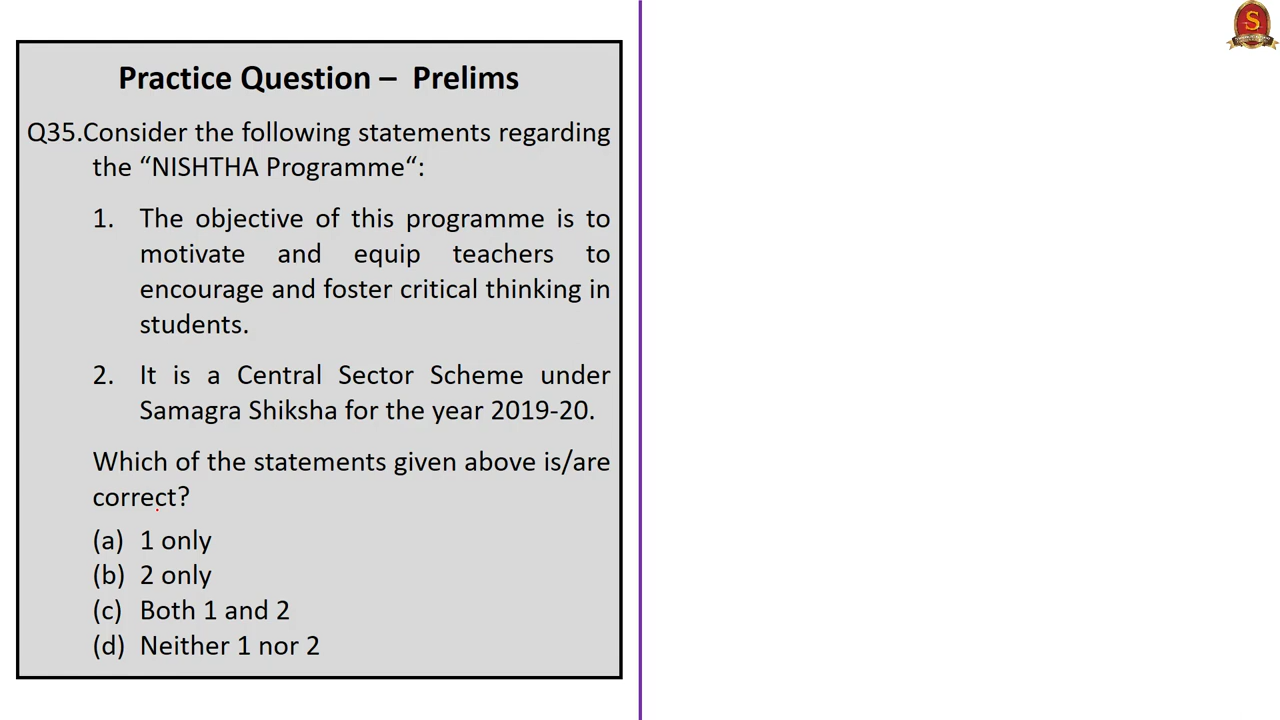 Practice Question – Prelims
Q35.Consider the following statements regarding
the “NISHTHA Programme“:
1. The objective of this programme is to
motivate and equip teachers to
encourage and foster critical thinking in
students.
2. It is a Central Sector Scheme under
Samagra Shiksha for the year 2019-20.
Which of the statements given above is/are
correct?
(a) 1 only
(b) 2 only
(c) Both 1 and 2
(d) Neither 1 nor 2
S